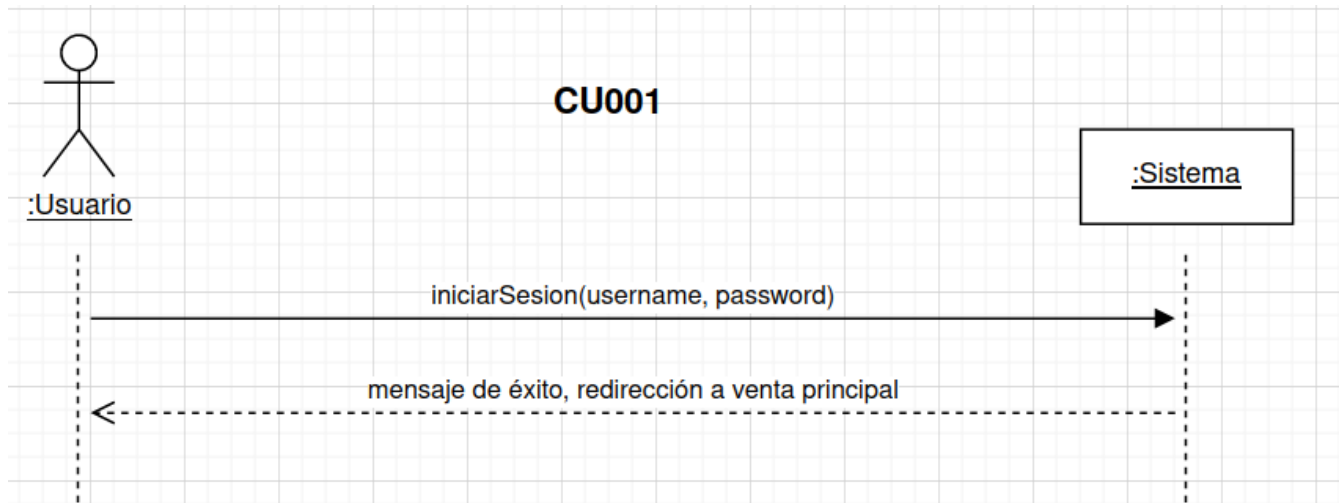 CU001
:Usuario
:Sistema
iniciarSesion(username, password)
mensaje de éxito, redirección a venta principal